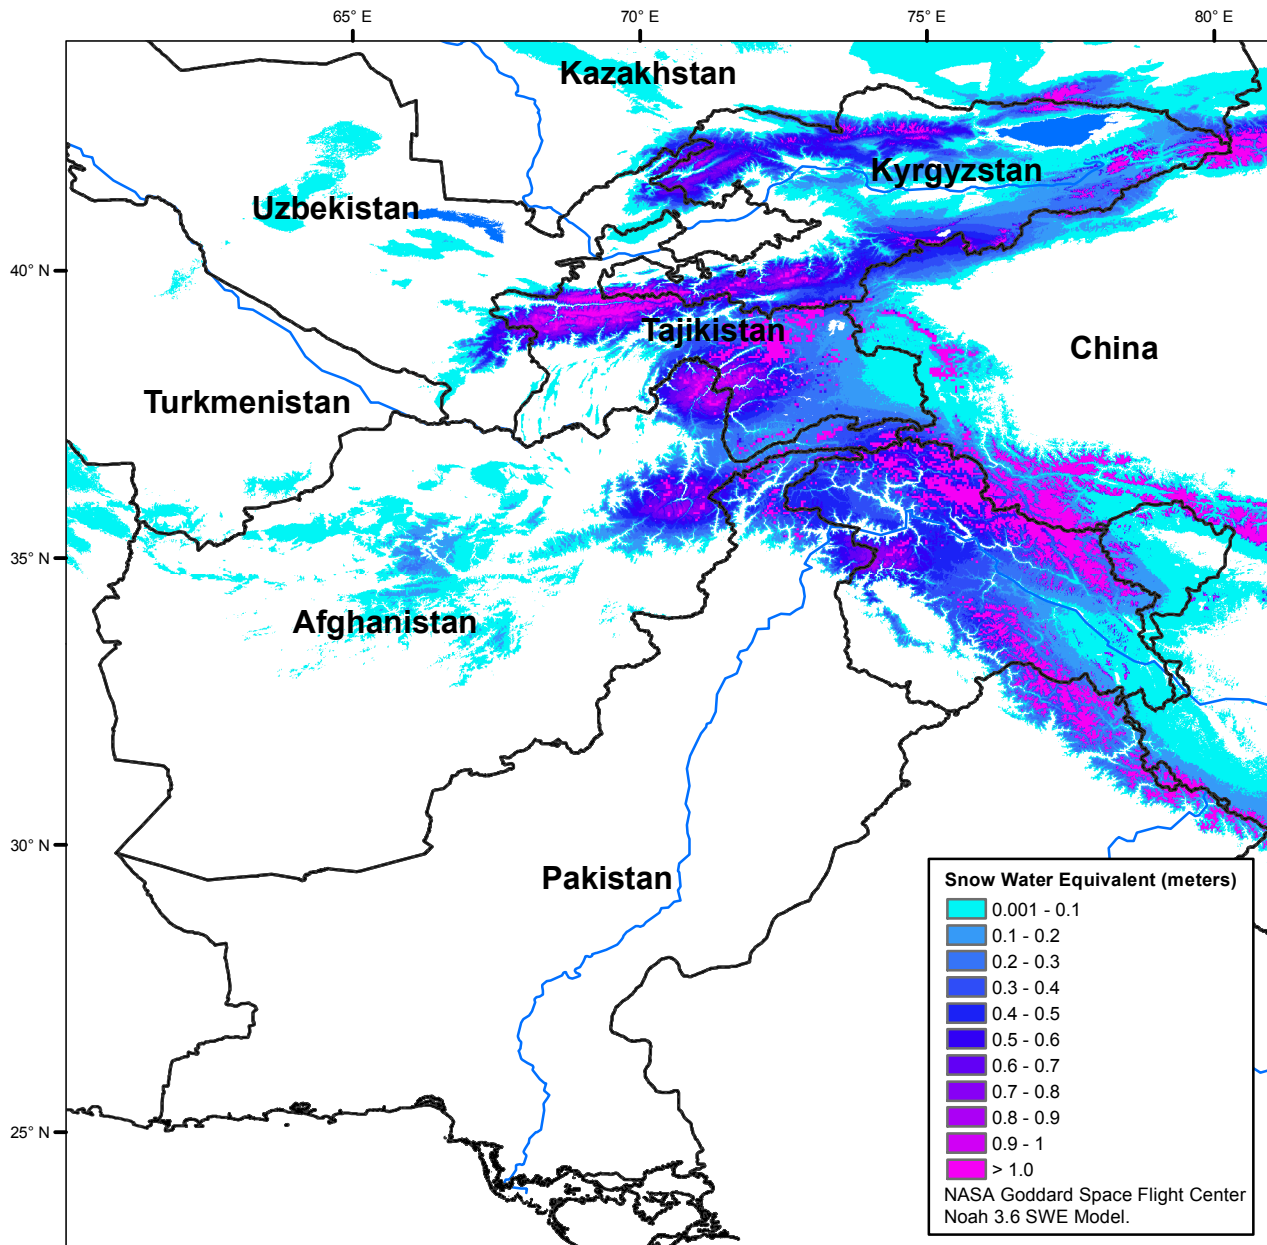 65° E
70° E
75° E
80° E
Kazakhstan
Kyrgyzstan
Uzbekistan
40° N
Tajikistan
China
Turkmenistan
35° N
Afghanistan
30° N
Pakistan
25° N
Snow Water Equivalent (meters)
0.001 - 0.1
0.1 - 0.2
0.2 - 0.3
0.3 - 0.4
0.4 - 0.5
0.5 - 0.6
0.6 - 0.7
0.7 - 0.8
0.8 - 0.9
0.9 - 1
> 1.0
NASA Goddard Space Flight Center
Noah 3.6 SWE Model.